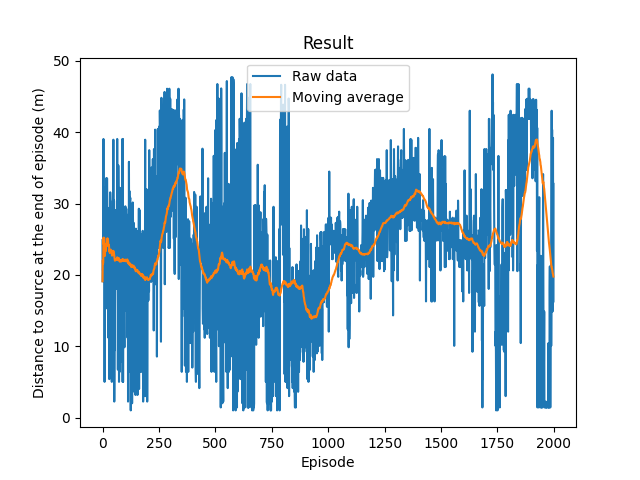 Result
Raw data
Moving average
Distance to source at the end of episode (m)
50
40
30
20
10
0
0 250 500 750 1000 1250 1500 1750 2000
Episode